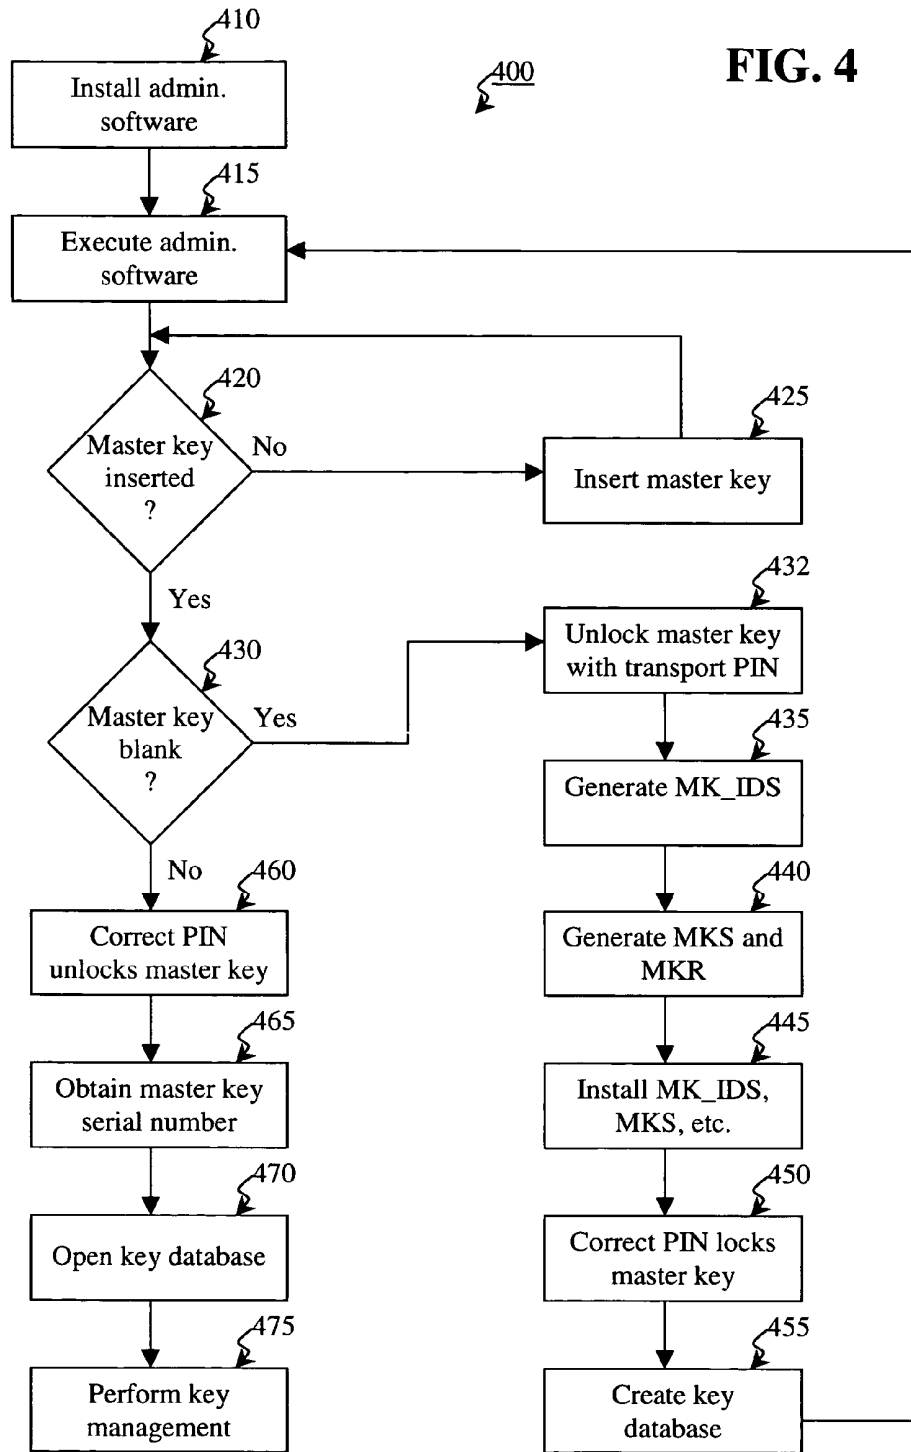 FIG. 4
400
410
Install admin.
software
415
Execute admin.
software
420
Master key
inserted
?
No
425
Insert master key
Yes
430
Master key
blank
?
Yes
432
Unlock master key
with transport PIN
435
Generate MK_IDS
440
Generate MKS and
MKR
445
Install MK_IDS,
MKS, etc.
450
Correct PIN locks
master key
455
Create key
database
No
460
Correct PIN
unlocks master key
465
Obtain master key
serial number
470
Open key database
475
Perform key
management